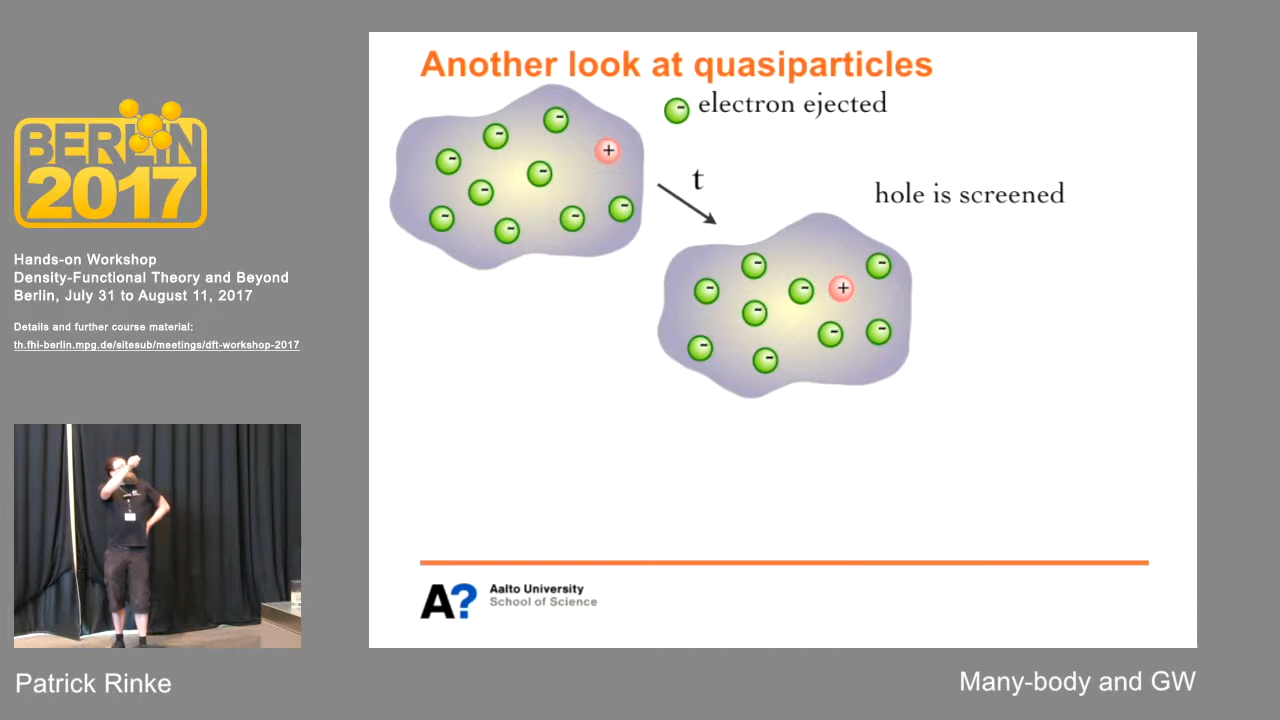 BERLIN
2017
Hands-on Workshop
Density-Functional Theory and Beyond
Berlin, July 31 to August 11, 2017
Details and further course material:
th.fhi-berlin.mpg.de/sitesub/meetings/dft-workshop-2017
Another look at quasiparticles
electron ejected
t
hole is screened
A?
Aalto University
School of Science
Patrick Rinke
Many-body and GW